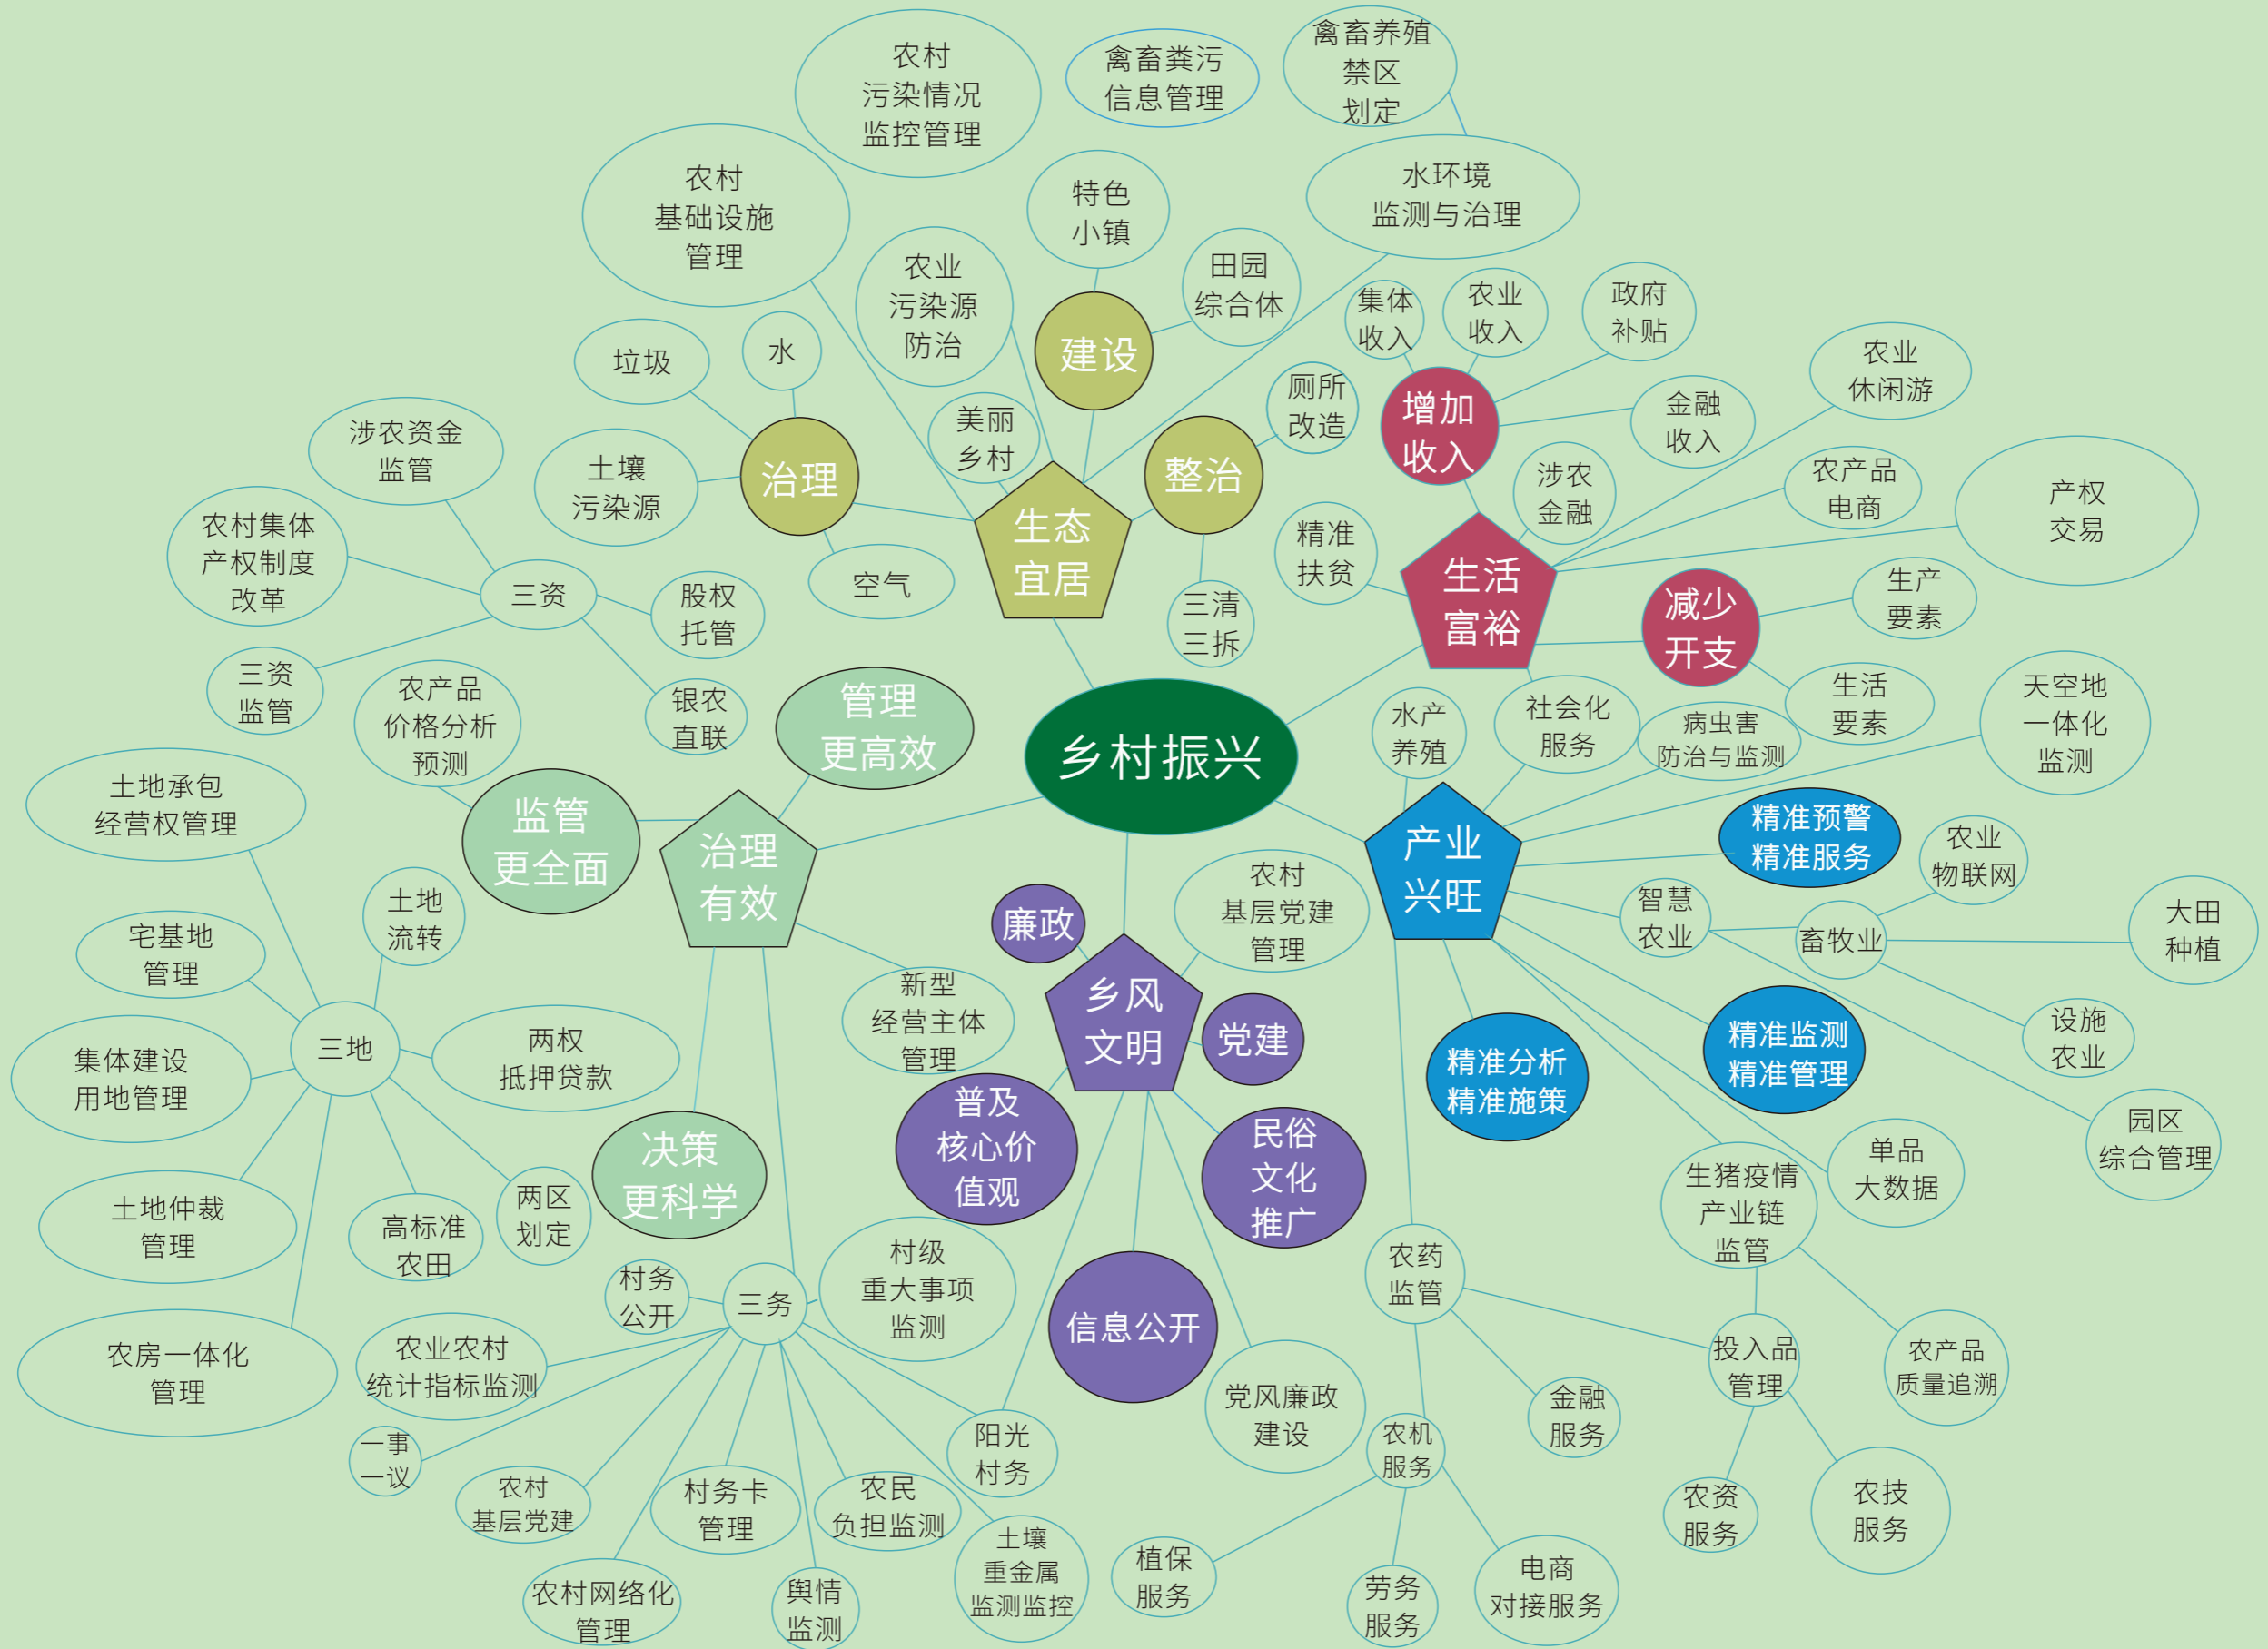 农村
污染情况
监控管理
禽畜粪污
信息管理
禽畜养殖
禁区
划定
农村
基础设施
管理
特色
小镇
水环境
监测与治理
农业
污染源
防治
田园
综合体
建设
集体
收入
农业
收入
政府
补贴
垃圾
水
农业
休闲游
美丽
乡村
厕所
改造
增加
收入
金融
收入
涉农资金
监管
土壤
污染源
治理
整治
涉农
金融
农产品
电商
产权
交易
农村集体
产权制度
改革
生态
宜居
精准
扶贫
三资
股权
托管
空气
三清
三拆
生活
富裕
减少
开支
生产
要素
三资
监管
农产品
价格分析
预测
银农
直联
管理
更高效
乡村振兴
水产
养殖
社会化
服务
病虫害
防治与监测
生活
要素
天空地
一体化
监测
土地承包
经营权管理
监管
更全面
治理
有效
产业
兴旺
精准预警
精准服务
农业
物联网
土地
流转
廉政
农村
基层党建
管理
智慧
农业
畜牧业
大田
种植
宅基地
管理
三地
两权
抵押贷款
新型
经营主体
管理
乡风
文明
党建
精准分析
精准施策
精准监测
精准管理
设施
农业
集体建设
用地管理
决策
更科学
普及
核心价
值观
民俗
文化
推广
生猪疫情
产业链
监管
单品
大数据
园区
综合管理
土地仲裁
管理
高标准
农田
两区
划定
村务
公开
三务
村级
重大事项
监测
信息公开
农药
监管
农房一体化
管理
农业农村
统计指标监测
党风廉政
建设
投入品
管理
农产品
质量追溯
一事
一议
农村
基层党建
村务卡
管理
农民
负担监测
阳光
村务
农机
服务
金融
服务
农资
服务
农技
服务
农村网络化
管理
舆情
监测
土壤
重金属
监测监控
植保
服务
劳务
服务
电商
对接服务